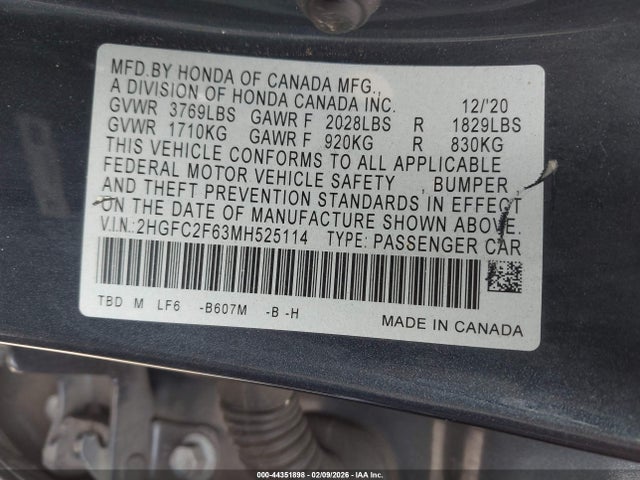 MFD.BY HONDA OF CANADA MFG.,
A DIVISION OF HONDA CANADA INC. 12/'20
GVWR 3769LBS GAWR F 2028LBS R 1829LBS
GVWR 1710KG GAWR F 920KG R 830KG
THIS VEHICLE CONFORMS TO ALL APPLICABLE
FEDERAL MOTOR VEHICLE SAFETY , BUMPER,
AND THEFT PREVENTION STANDARDS IN EFFECT
ON THE DATE OF MANUFACTURE SHOWN ABOVE.
V.I.N.: 2HGFC2F63MH525114 TYPE: PASSENGER CAR
TBD M LF6 -B607M -B -H
MADE IN CANADA
000-44351898 - 02/09/2026 - IAA Inc.